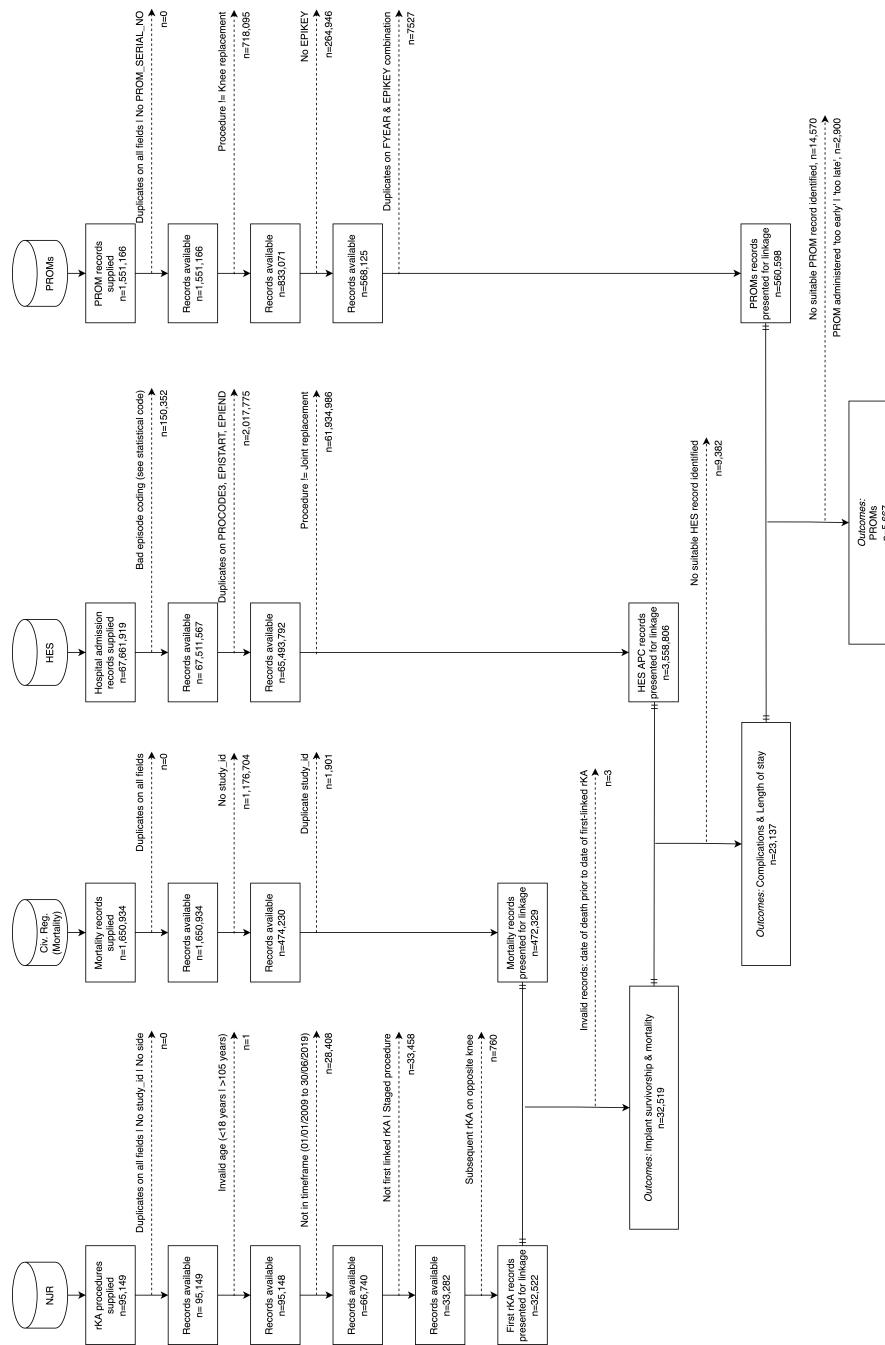 NJR
rKA procedures
supplied
n=95,149
Duplicates on all fields | No study_id | No side
n=0
Records available
n= 95,149
Invalid age (<18 years | >105 years)
n=1
Records available
n=95,148
Not in timeframe (01/01/2009 to 30/06/2019)
n=28,408
Records available
n=66,740
Not first linked rKA | Staged procedure
n=33,458
Records available
n=33,282
Subsequent rKA on opposite knee
n=760
First rKA records
presented for linkage
n=32,522
Civ. Reg.
(Mortality)
Mortality records
supplied
n=1,650,934
Duplicates on all fields
n=0
Records available
n=1,650,934
No study_id
n=1,176,704
Records available
n=474,230
Duplicate study_id
n=1,901
Mortality records
presented for linkage
n=472,329
Invalid records: date of death prior to date of first-linked rKA
n=3
Outcomes: Implant survivorship & mortality
n=32,519
HES
Hospital admission
records supplied
n=67,661,919
Bad episode coding (see statistical code)
n=150,352
Records available
n= 67,511,567
Duplicates on PROCODE3, EPISTART, EPIEND
n=2,017,775
Records available
n=65,493,792
Procedure != Joint replacement
n=61,934,986
HES APC records
presented for linkage
n=3,558,806
No suitable HES record identified
n=9,382
Outcomes: Complications & Length of stay
n=23,137
PROMs
PROM records
supplied
n=1,551,166
Duplicates on all fields | No PROM_SERIAL_NO
n=0
Records available
n=1,551,166
Procedure != Knee replacement
n=718,095
Records available
n=833,071
No EPIKEY
n=264,946
Records available
n=568,125
Duplicates on FYEAR & EPIKEY combination
n=7527
PROMs records
presented for linkage
n=560,598
No suitable PROM record identified, n=14,570
PROM administered 'too early' | 'too late', n=2,900
Outcomes:
PROMs